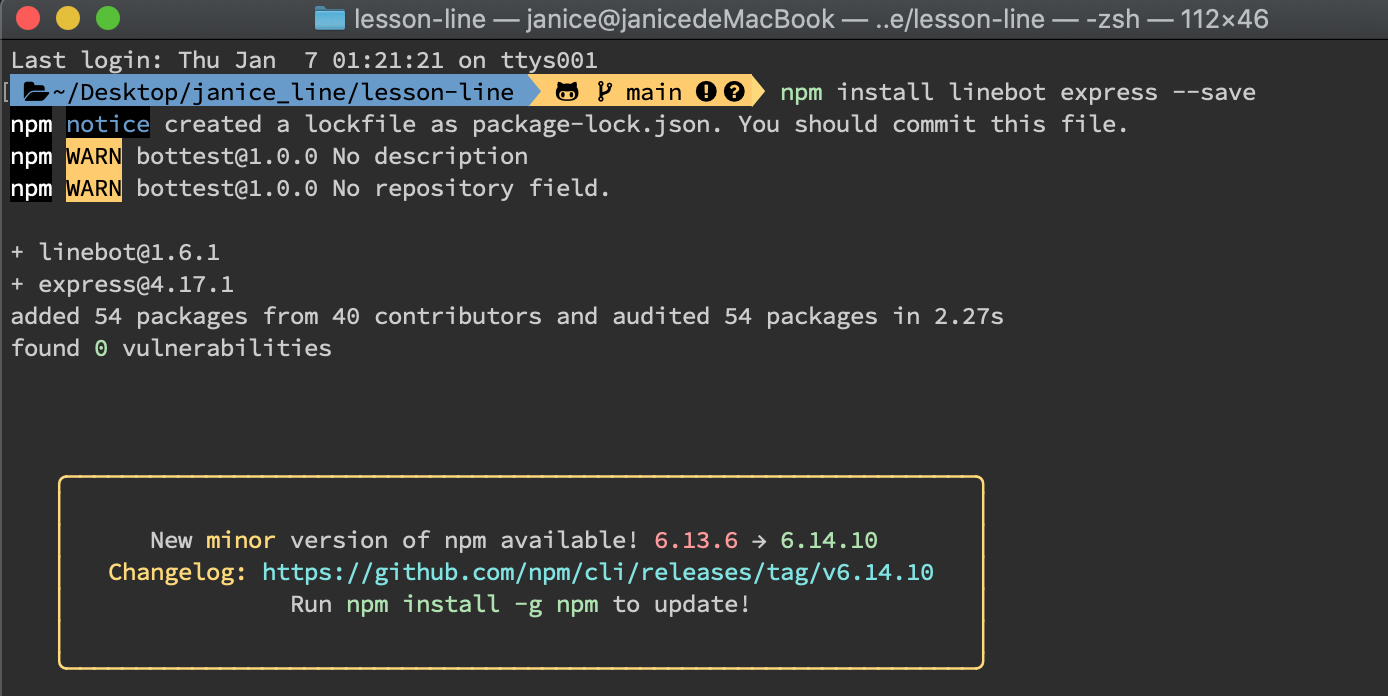 lesson-line — janice@janicedeMacBook — ..e/lesson-line — -zsh — 112×46
Last login: Thu Jan  7 01:21:21 on ttys001
[ ~/Desktop/janice_line/lesson-line main npm install linebot express --save
npm notice created a lockfile as package-lock.json. You should commit this file.
npm WARN bottest@1.0.0 No description
npm WARN bottest@1.0.0 No repository field.
+ linebot@1.6.1
+ express@4.17.1
added 54 packages from 40 contributors and audited 54 packages in 2.27s
found 0 vulnerabilities
New minor version of npm available! 6.13.6 → 6.14.10
Changelog: https://github.com/npm/cli/releases/tag/v6.14.10
Run npm install -g npm to update!